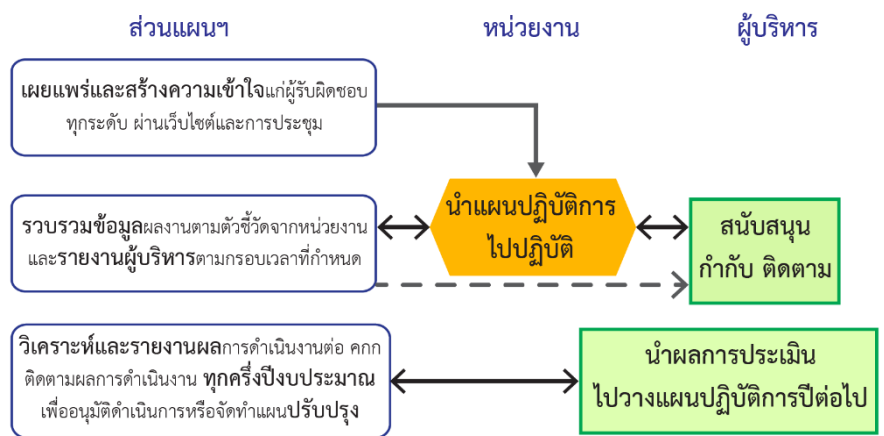 ส่วนแผนฯ
หน่วยงาน
ผู้บริหาร
เผยแพร่และสร้างความเข้าใจแก่ผู้รับผิดชอบ
ทุกระดับ ผ่านเว็บไซต์และการประชุม
นำแผนปฏิบัติการ
ไปปฏิบัติ
รวบรวมข้อมูลผลงานตามตัวชี้วัดจากหน่วยงาน
และรายงานผู้บริหารตามกรอบเวลาที่กำหนด
สนับสนุน
กำกับ ติดตาม
วิเคราะห์และรายงานผลการดำเนินงานต่อ คกก
ติดตามผลการดำเนินงาน ทุกครึ่งปีงบประมาณ
เพื่ออนุมัติดำเนินการหรือจัดทำแผนปรับปรุง
นำผลการประเมิน
ไปวางแผนปฏิบัติการปีต่อไป